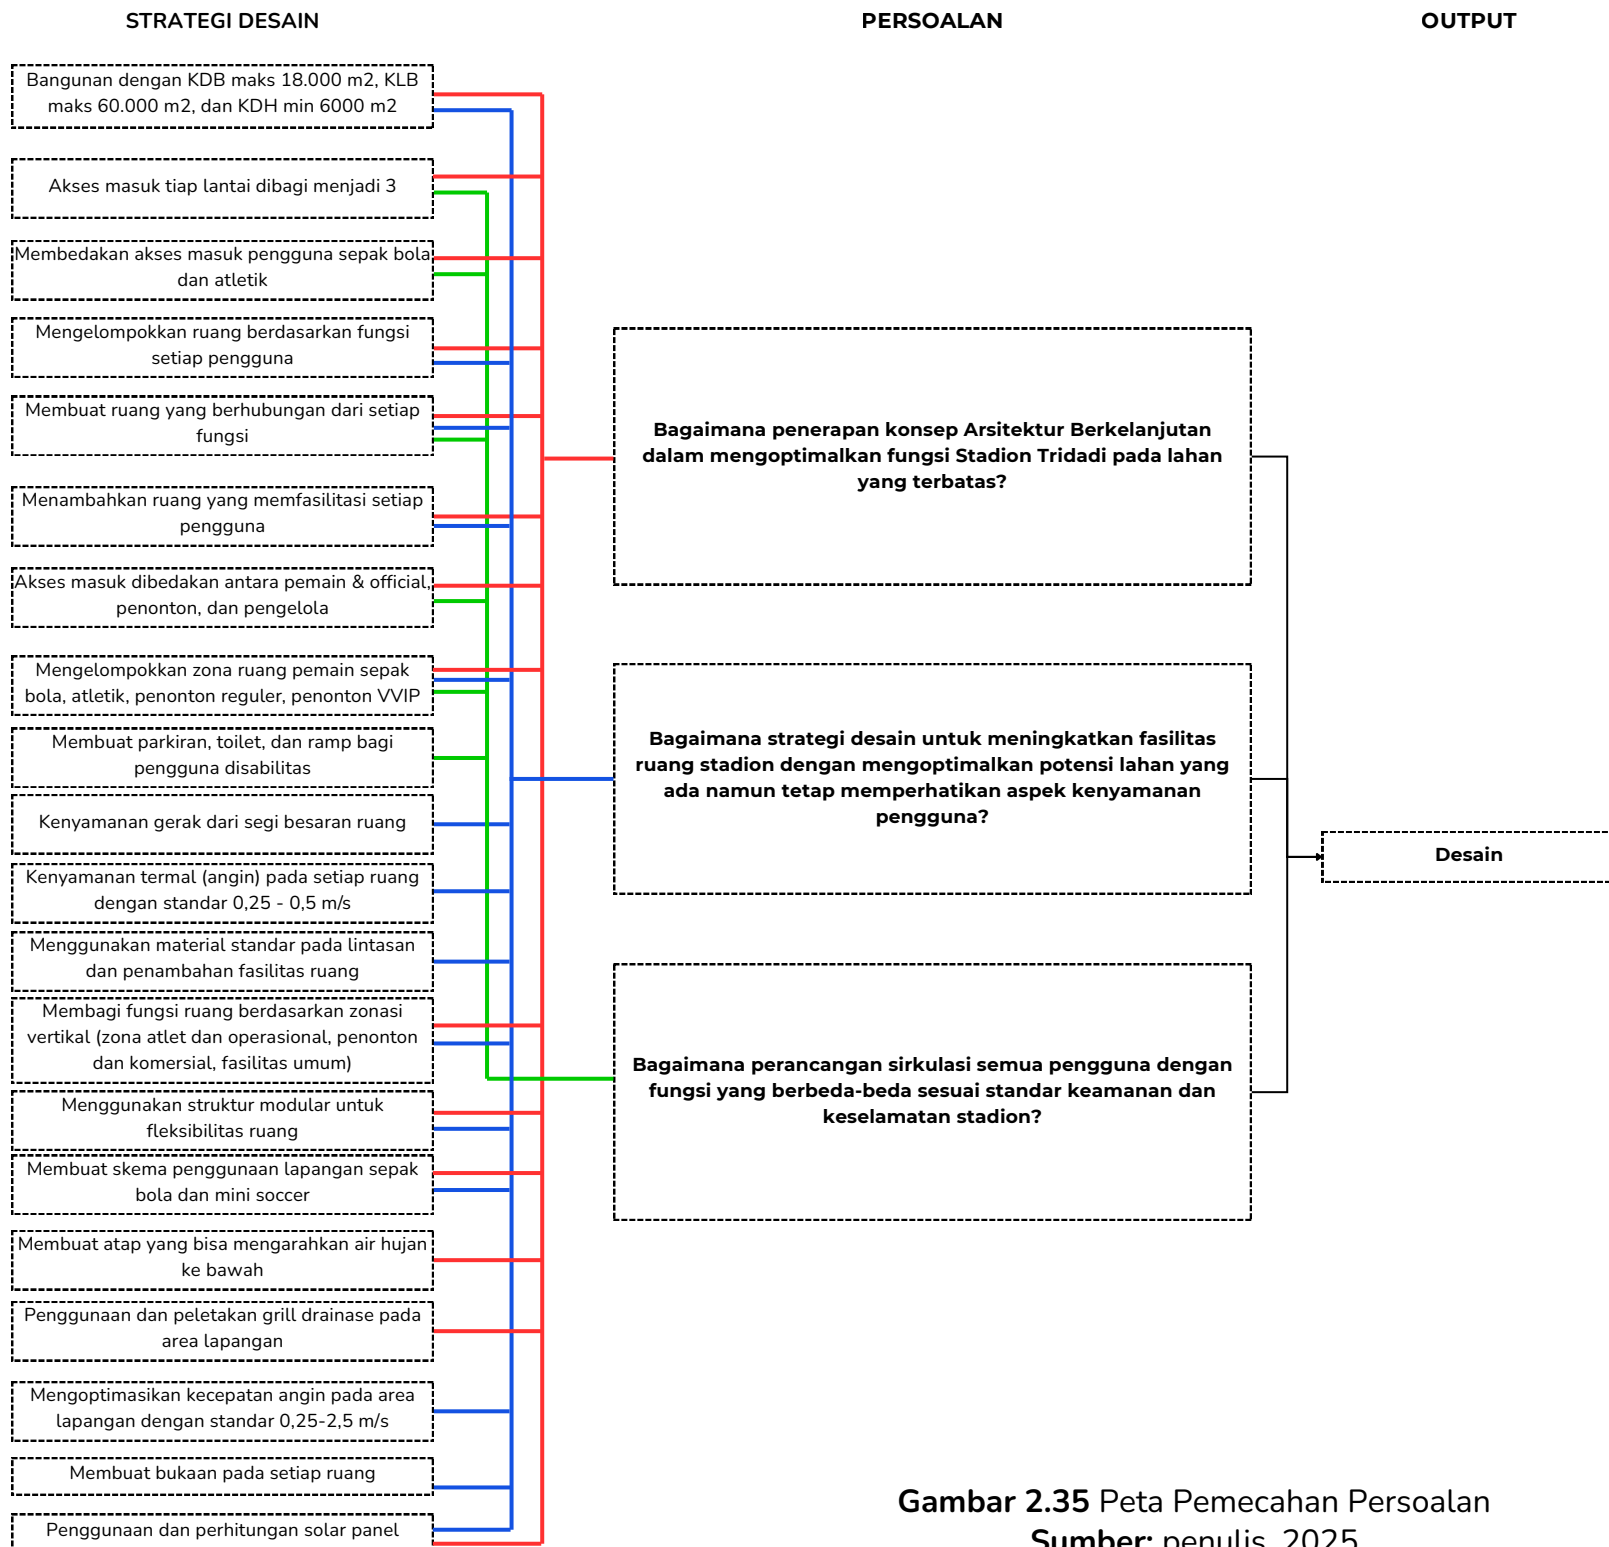 STRATEGI DESAIN
PERSOALAN
OUTPUT
Bangunan dengan KDB maks 18.000 m2, KLB
maks 60.000 m2, dan KDH min 6000 m2
Akses masuk tiap lantai dibagi menjadi 3
Membedakan akses masuk pengguna sepak bola
dan atletik
Mengelompokkan ruang berdasarkan fungsi
setiap pengguna
Membuat ruang yang berhubungan dari setiap
fungsi
Menambahkan ruang yang memfasilitasi setiap
pengguna
Akses masuk dibedakan antara pemain & official,
penonton, dan pengelola
Mengelompokkan zona ruang pemain sepak
bola, atletik, penonton reguler, penonton VVIP
Membuat parkiran, toilet, dan ramp bagi
pengguna disabilitas
Kenyamanan gerak dari segi besaran ruang
Kenyamanan termal (angin) pada setiap ruang
dengan standar 0,25 - 0,5 m/s
Menggunakan material standar pada lintasan
dan penambahan fasilitas ruang
Membagi fungsi ruang berdasarkan zonasi
vertikal (zona atlet dan operasional, penonton
dan komersial, fasilitas umum)
Menggunakan struktur modular untuk
fleksibilitas ruang
Membuat skema penggunaan lapangan sepak
bola dan mini soccer
Membuat atap yang bisa mengarahkan air hujan
ke bawah
Penggunaan dan peletakan grill drainase pada
area lapangan
Mengoptimasikan kecepatan angin pada area
lapangan dengan standar 0,25-2,5 m/s
Membuat bukaan pada setiap ruang
Penggunaan dan perhitungan solar panel
Bagaimana penerapan konsep Arsitektur Berkelanjutan
dalam mengoptimalkan fungsi Stadion Tridadi pada lahan
yang terbatas?
Bagaimana strategi desain untuk meningkatkan fasilitas
ruang stadion dengan mengoptimalkan potensi lahan yang
ada namun tetap memperhatikan aspek kenyamanan
pengguna?
Bagaimana perancangan sirkulasi semua pengguna dengan
fungsi yang berbeda-beda sesuai standar keamanan dan
keselamatan stadion?
Desain
Gambar 2.35 Peta Pemecahan Persoalan
Sumber: penulis, 2025